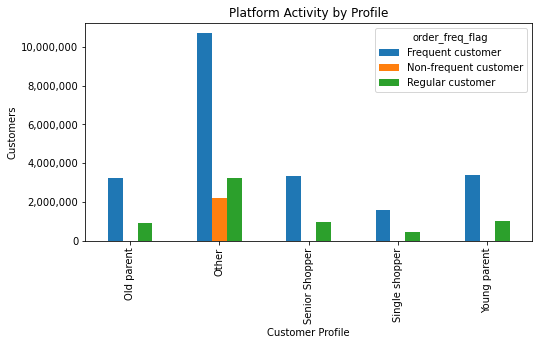 Platform Activity by Profile
order_freq_flag
Frequent customer
Non-frequent customer
Regular customer
Customers
10,000,000
8,000,000
6,000,000
4,000,000
2,000,000
0
Old parent
Other
Senior Shopper
Single shopper
Young parent
Customer Profile